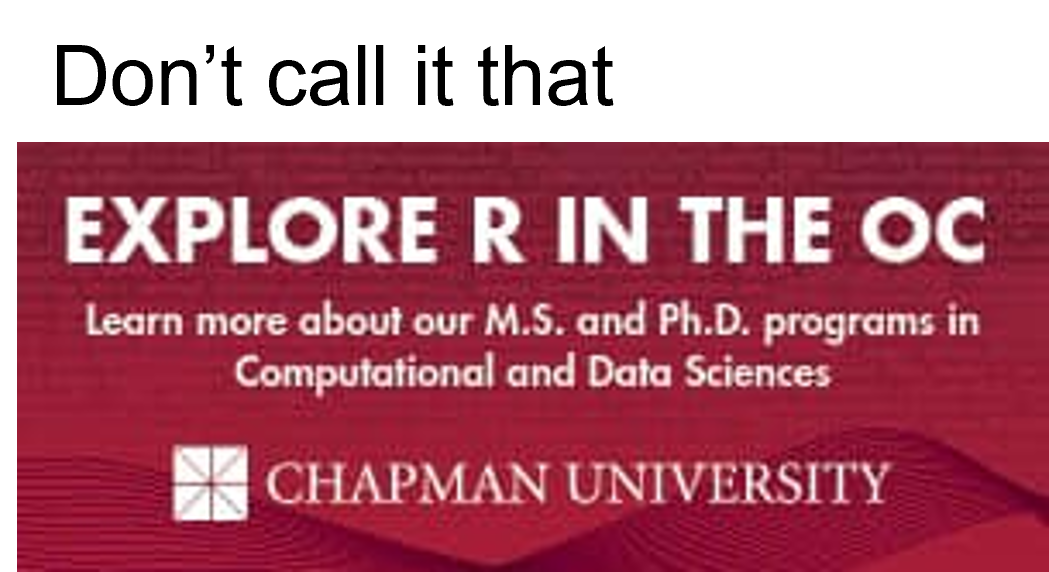 Don’t call it that
EXPLORE R IN THE OC
Learn more about our M.S. and Ph.D. programs in
Computational and Data Sciences
CHAPMAN UNIVERSITY